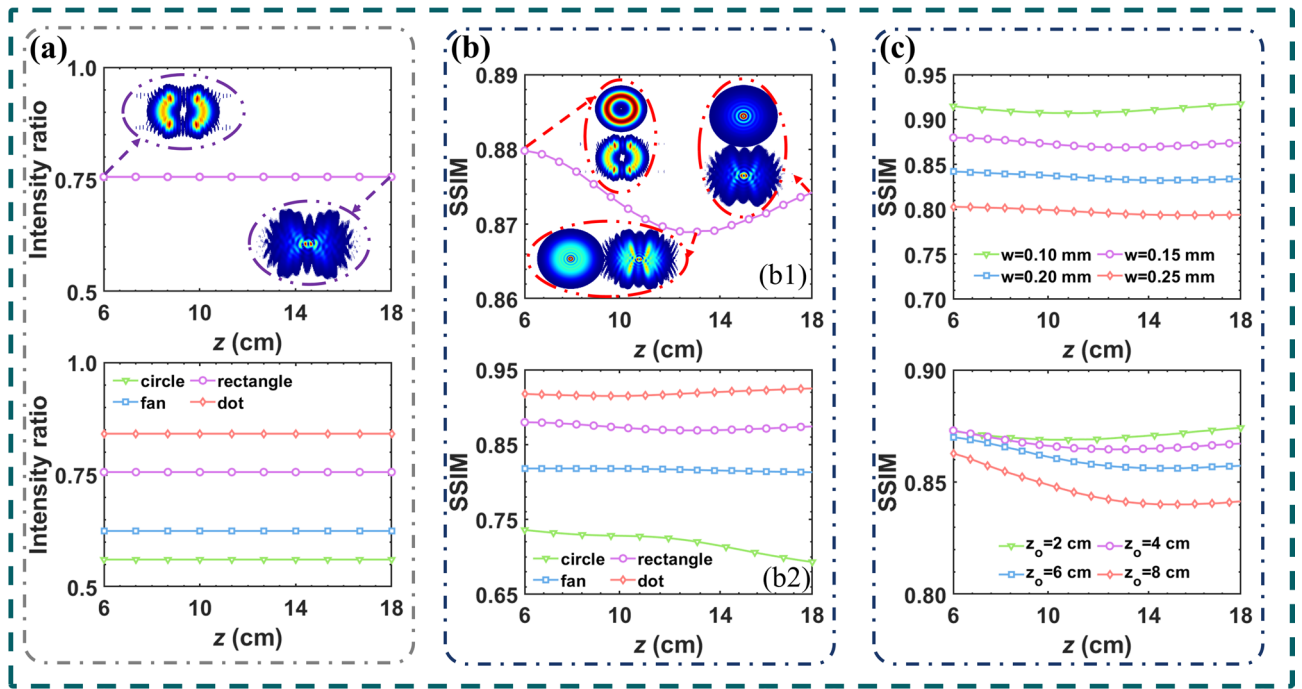 (a)
1.0
0.75
0.5
Intensity ratio
6 10 14 18
z (cm)
1.0
0.75
0.5
Intensity ratio
circle rectangle
fan dot
6 10 14 18
z (cm)
(b)
0.89
0.88
0.87
0.86
SSIM
(b1)
6 10 14 18
z (cm)
0.95
0.85
0.75
0.65
SSIM
circle rectangle
fan dot
(b2)
6 10 14 18
z (cm)
(c)
0.95
0.90
0.85
0.80
0.75
0.70
SSIM
w=0.10 mm w=0.15 mm
w=0.20 mm w=0.25 mm
6 10 14 18
z (cm)
0.90
0.85
0.80
SSIM
zo=2 cm zo=4 cm
zo=6 cm zo=8 cm
6 10 14 18
z (cm)